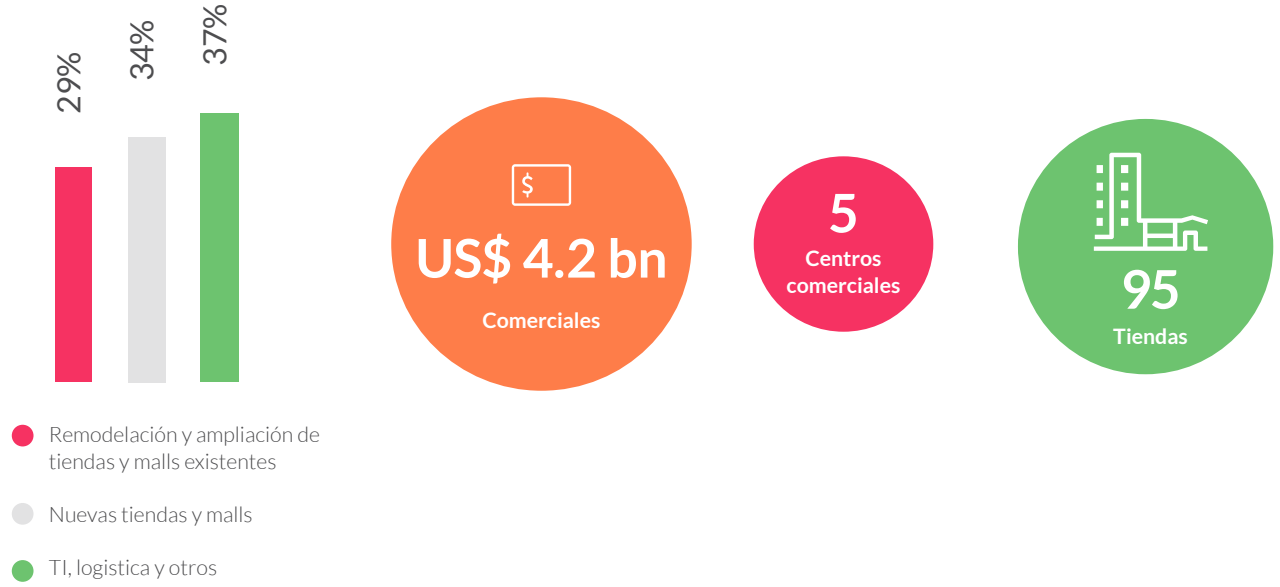 29%
34%
37%
Remodelación y ampliación de
tiendas y malls existentes
Nuevas tiendas y malls
TI, logistica y otros
$
US$ 4.2 bn
Comerciales
5
Centros
comerciales
95
Tiendas